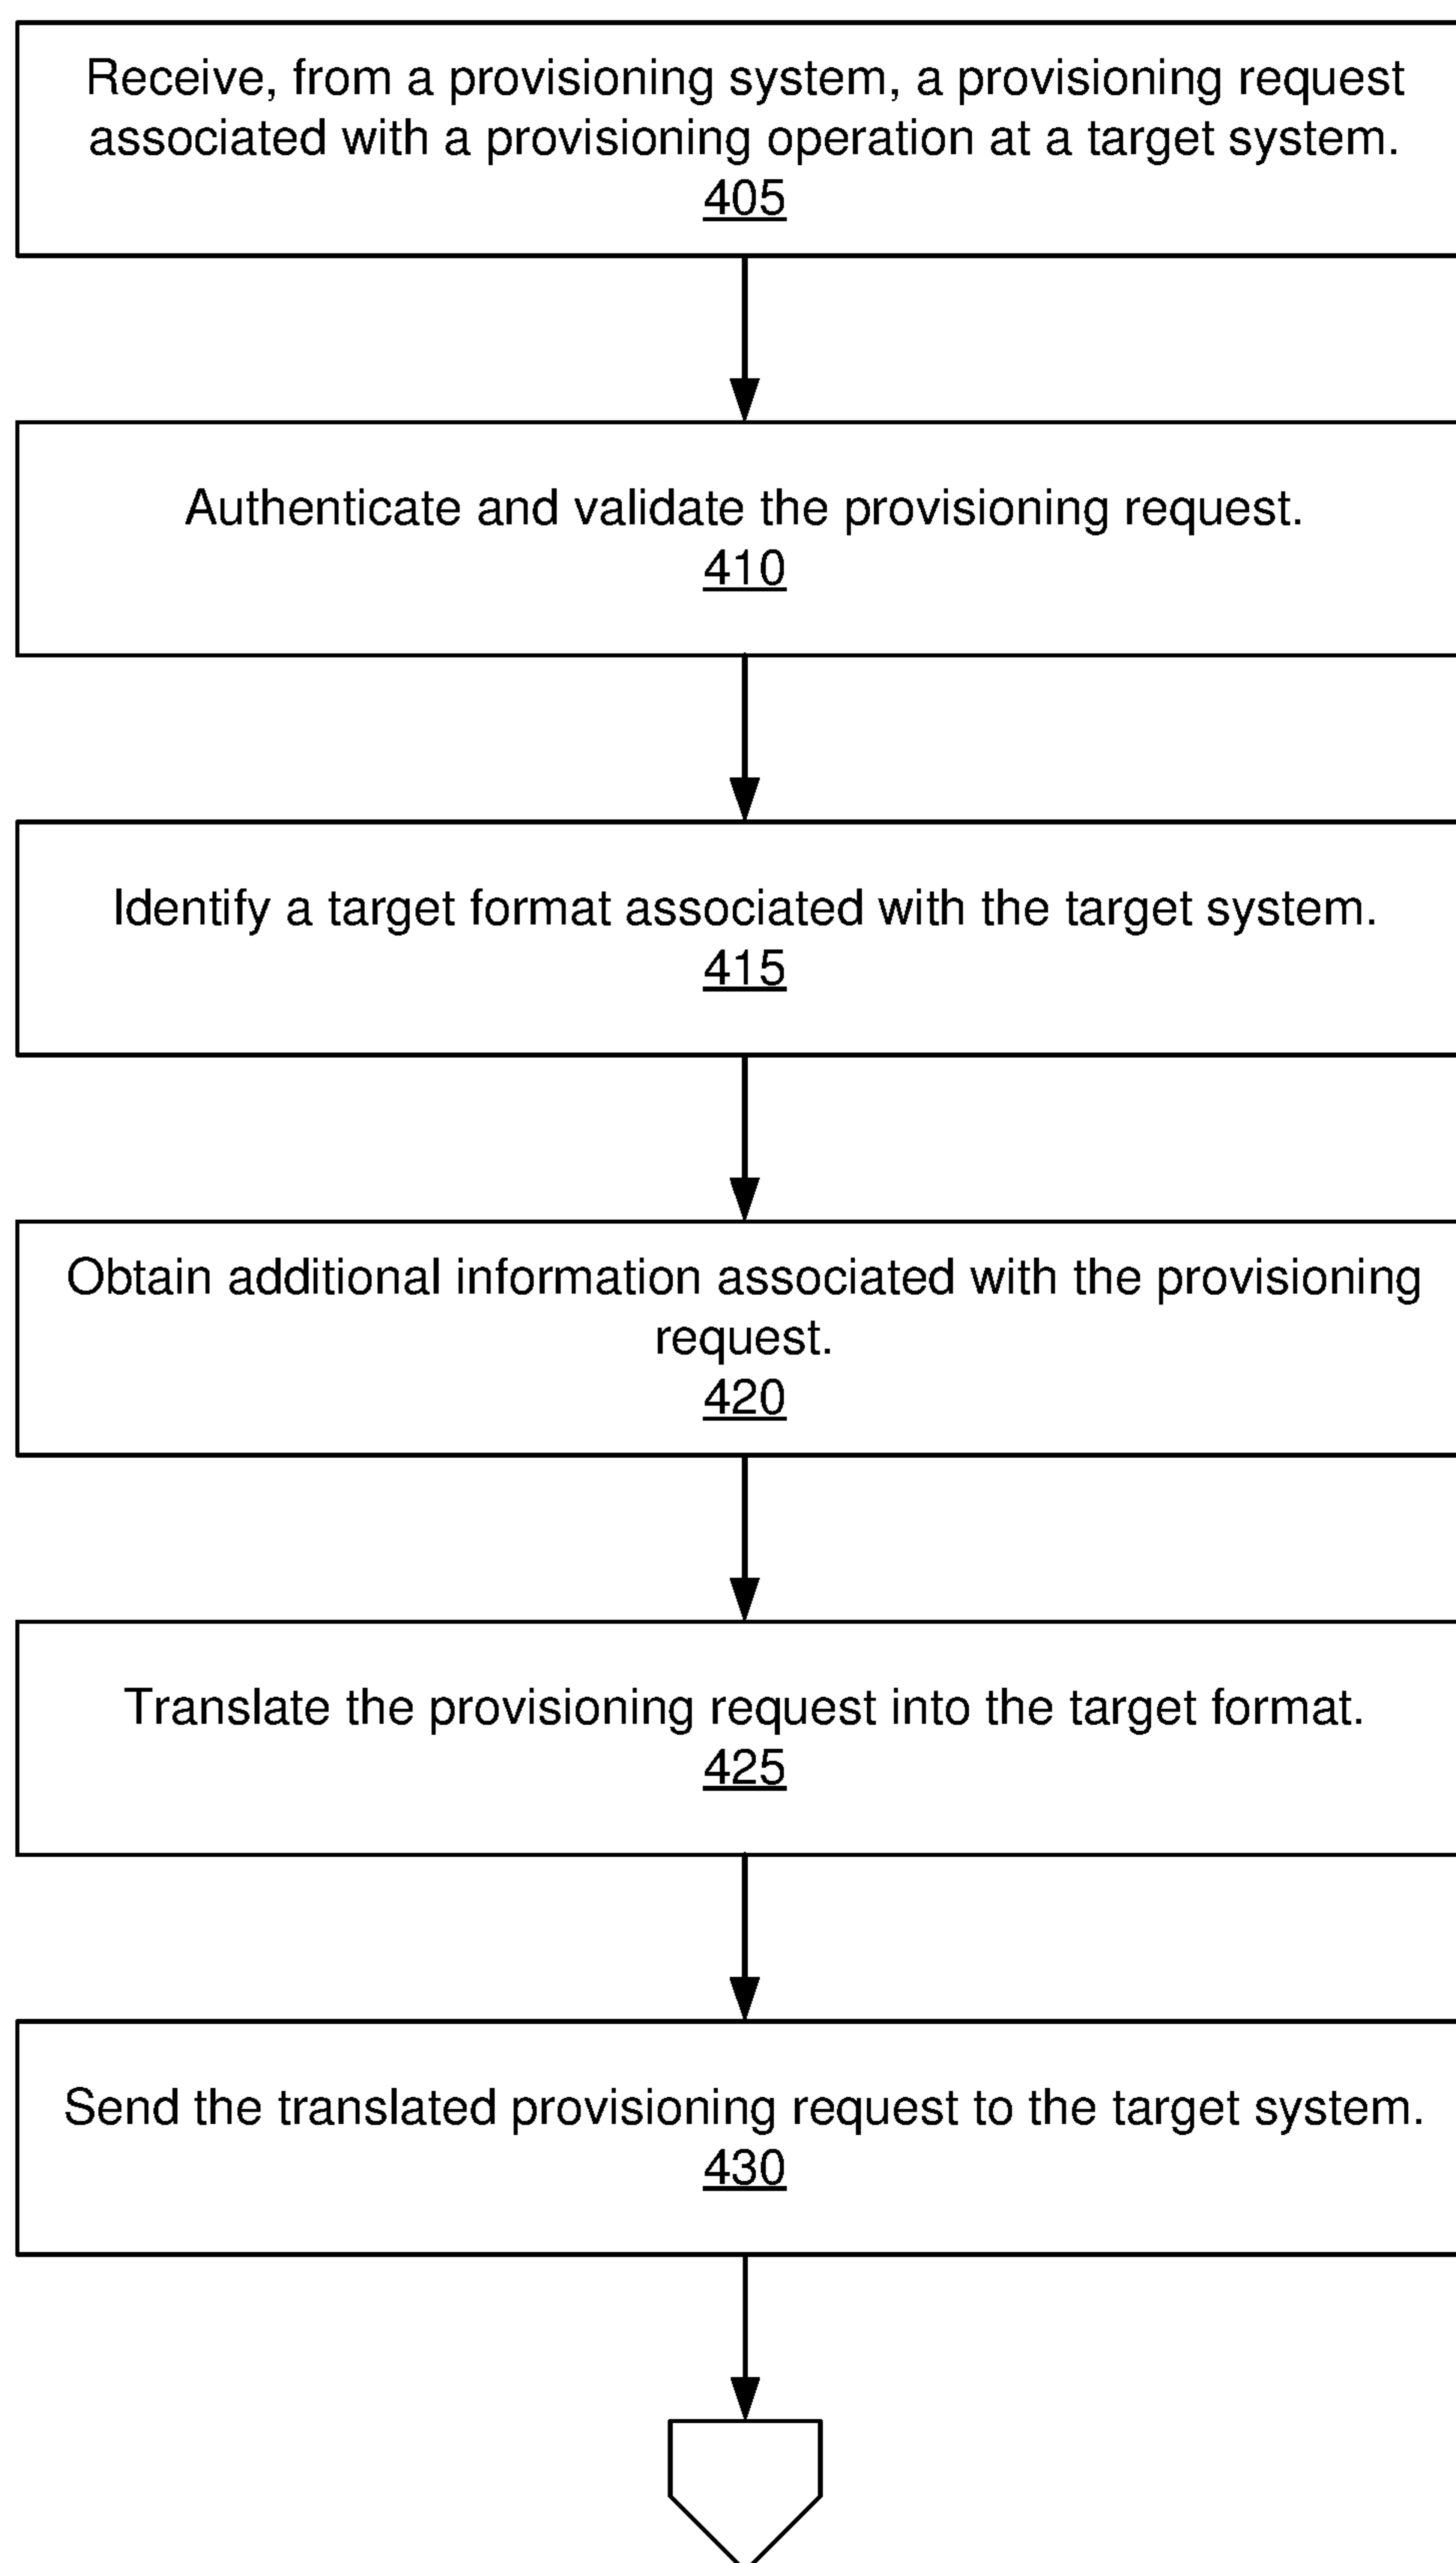 Receive, from a provisioning system, a provisioning request
associated with a provisioning operation at a target system.
405
Authenticate and validate the provisioning request.
410
Identify a target format associated with the target system.
415
Obtain additional information associated with the provisioning
request.
420
Translate the provisioning request into the target format.
425
Send the translated provisioning request to the target system.
430